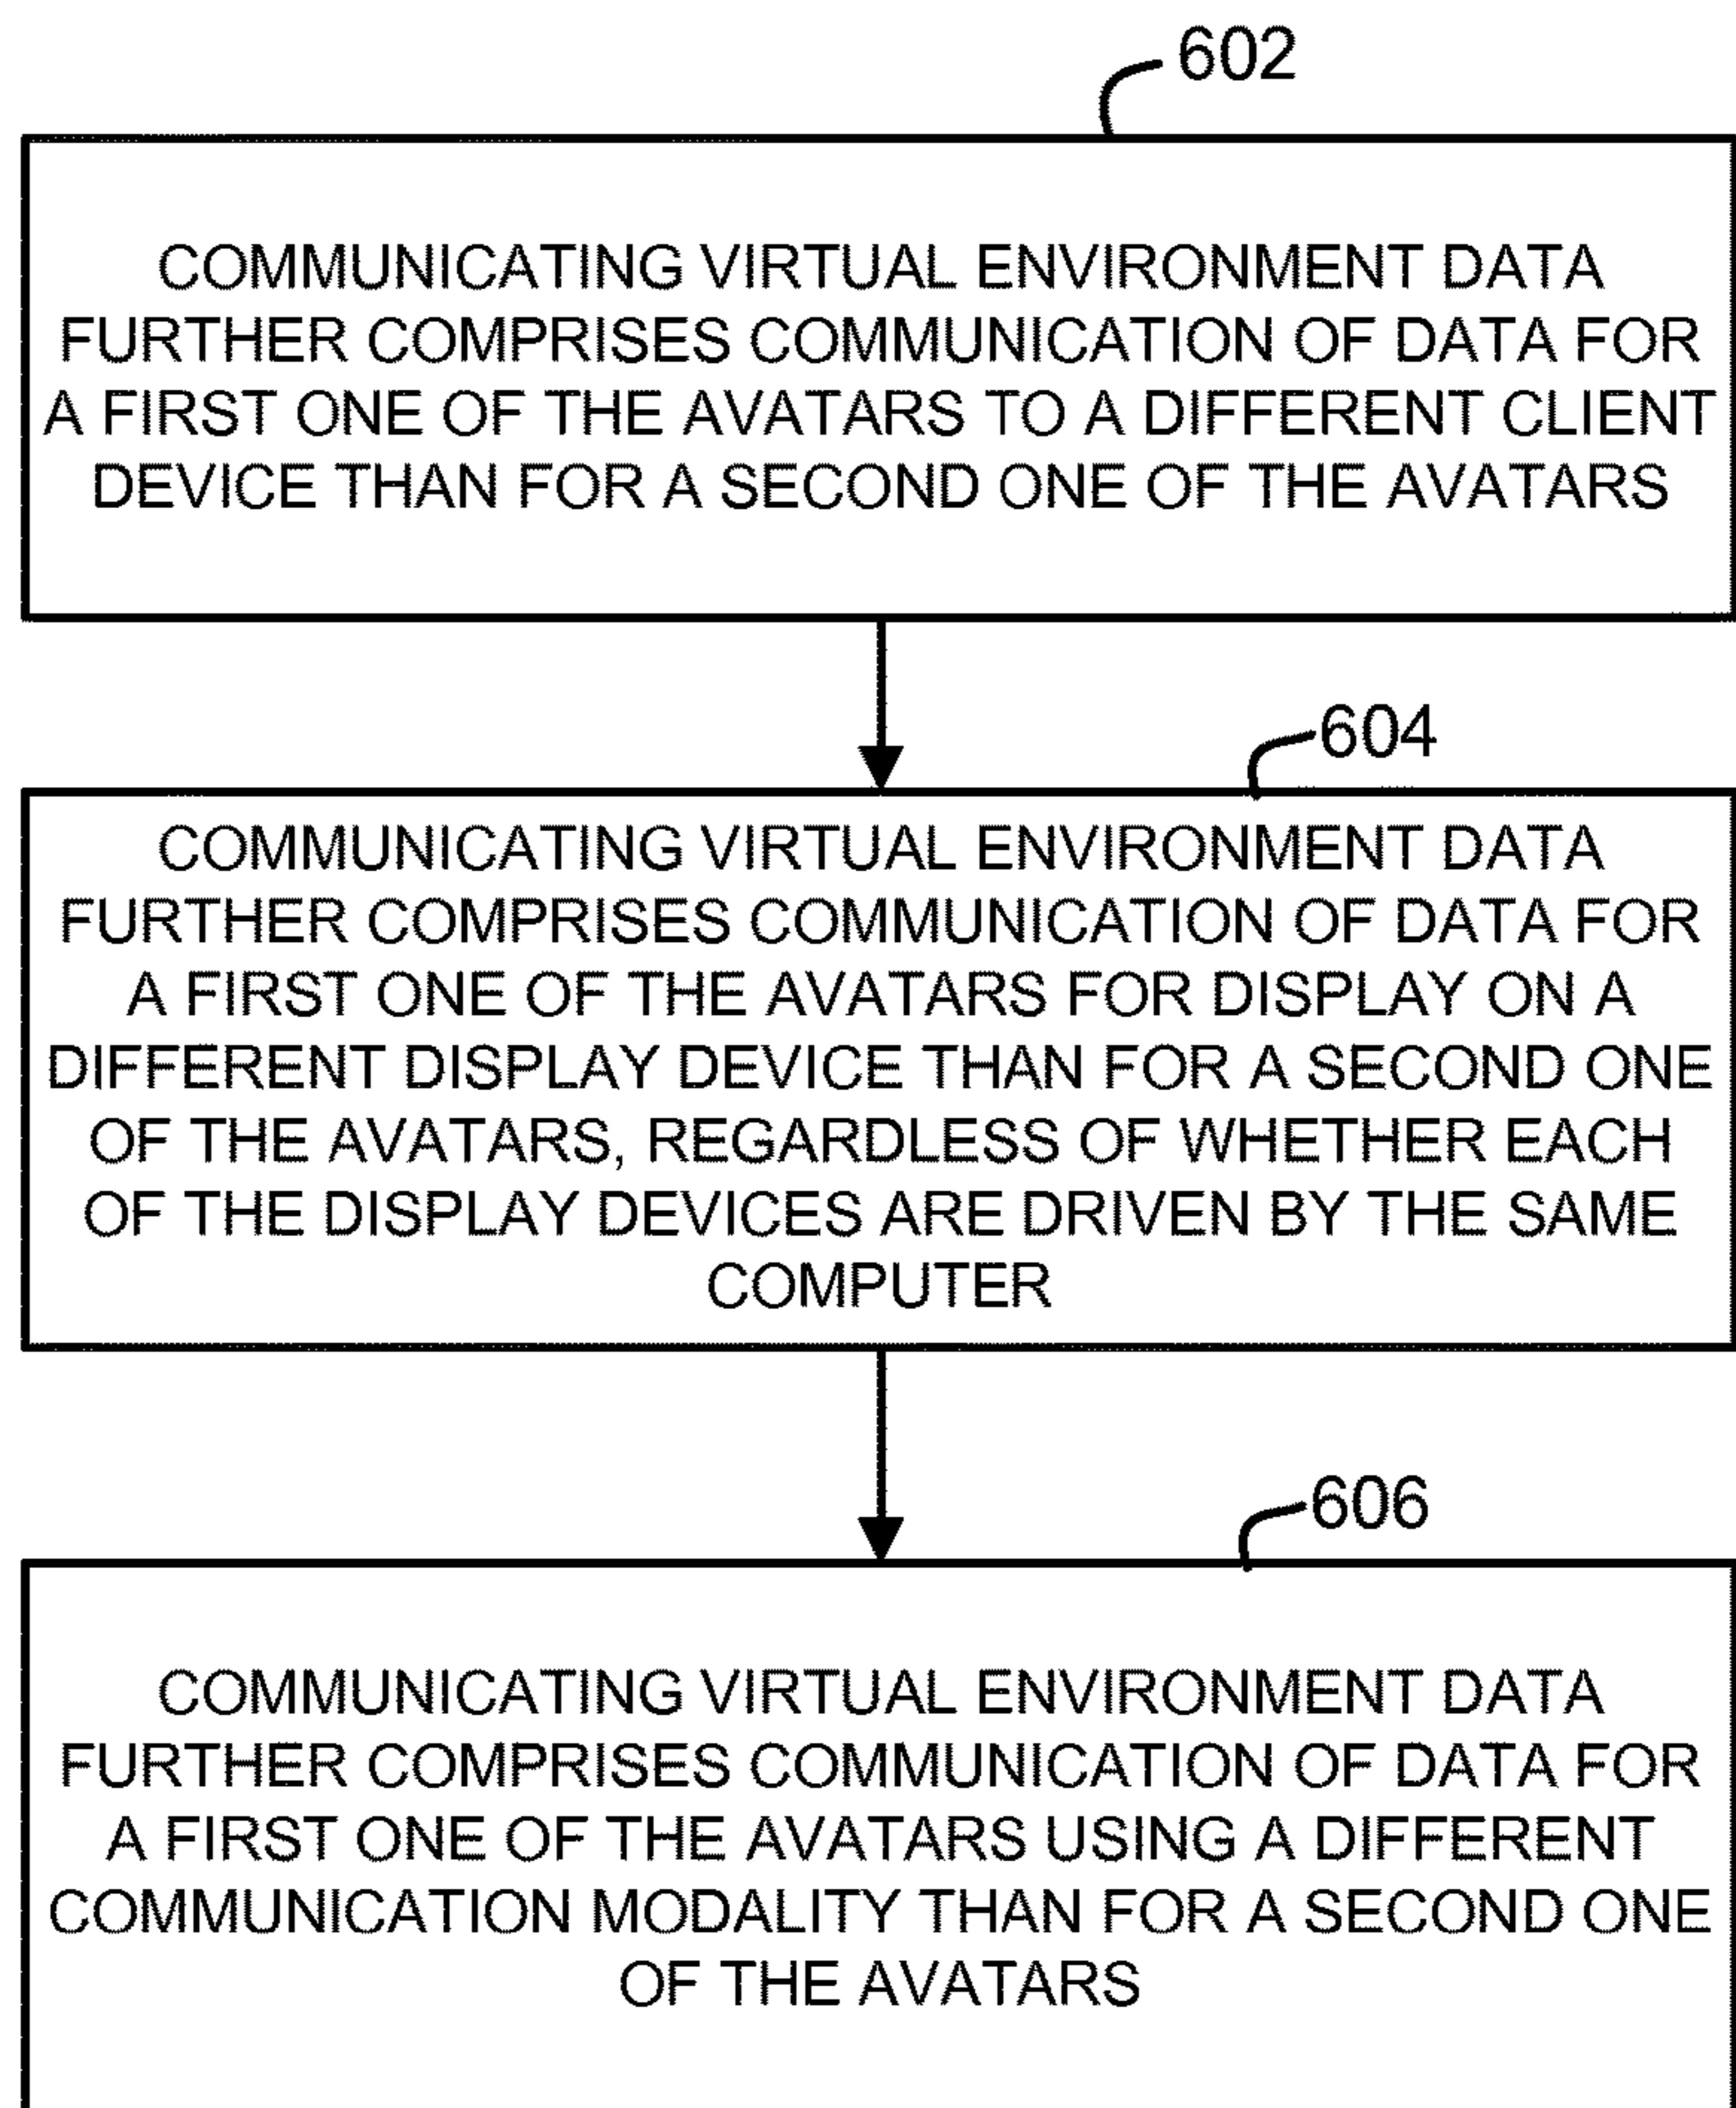 602
COMMUNICATING VIRTUAL ENVIRONMENT DATA
FURTHER COMPRISES COMMUNICATION OF DATA FOR
A FIRST ONE OF THE AVATARS TO A DIFFERENT CLIENT
DEVICE THAN FOR A SECOND ONE OF THE AVATARS
604
COMMUNICATING VIRTUAL ENVIRONMENT DATA
FURTHER COMPRISES COMMUNICATION OF DATA FOR
A FIRST ONE OF THE AVATARS FOR DISPLAY ON A
DIFFERENT DISPLAY DEVICE THAN FOR A SECOND ONE
OF THE AVATARS, REGARDLESS OF WHETHER EACH
OF THE DISPLAY DEVICES ARE DRIVEN BY THE SAME
COMPUTER
606
COMMUNICATING VIRTUAL ENVIRONMENT DATA
FURTHER COMPRISES COMMUNICATION OF DATA FOR
A FIRST ONE OF THE AVATARS USING A DIFFERENT
COMMUNICATION MODALITY THAN FOR A SECOND ONE
OF THE AVATARS